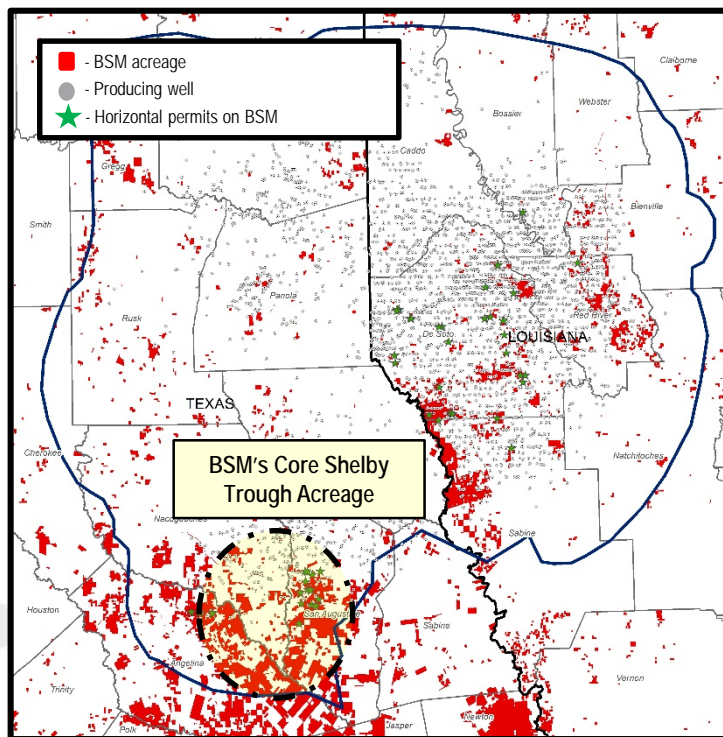 - BSM acreage
- Producing well
- Horizontal permits on BSM
Claiborne
Webster
Bossier
Caddo
Gregg
Bienville
Smith
Panola
Rusk
Red River
De Soto
LOUISIANA
TEXAS
BSM's Core Shelby
Trough Acreage
Cherokee
Natchitoches
Nacogdoches
Sabine
Houston
San Augustine
Sabine
Angelina
Vernon
Trinity
Newton
Jasper
Polk